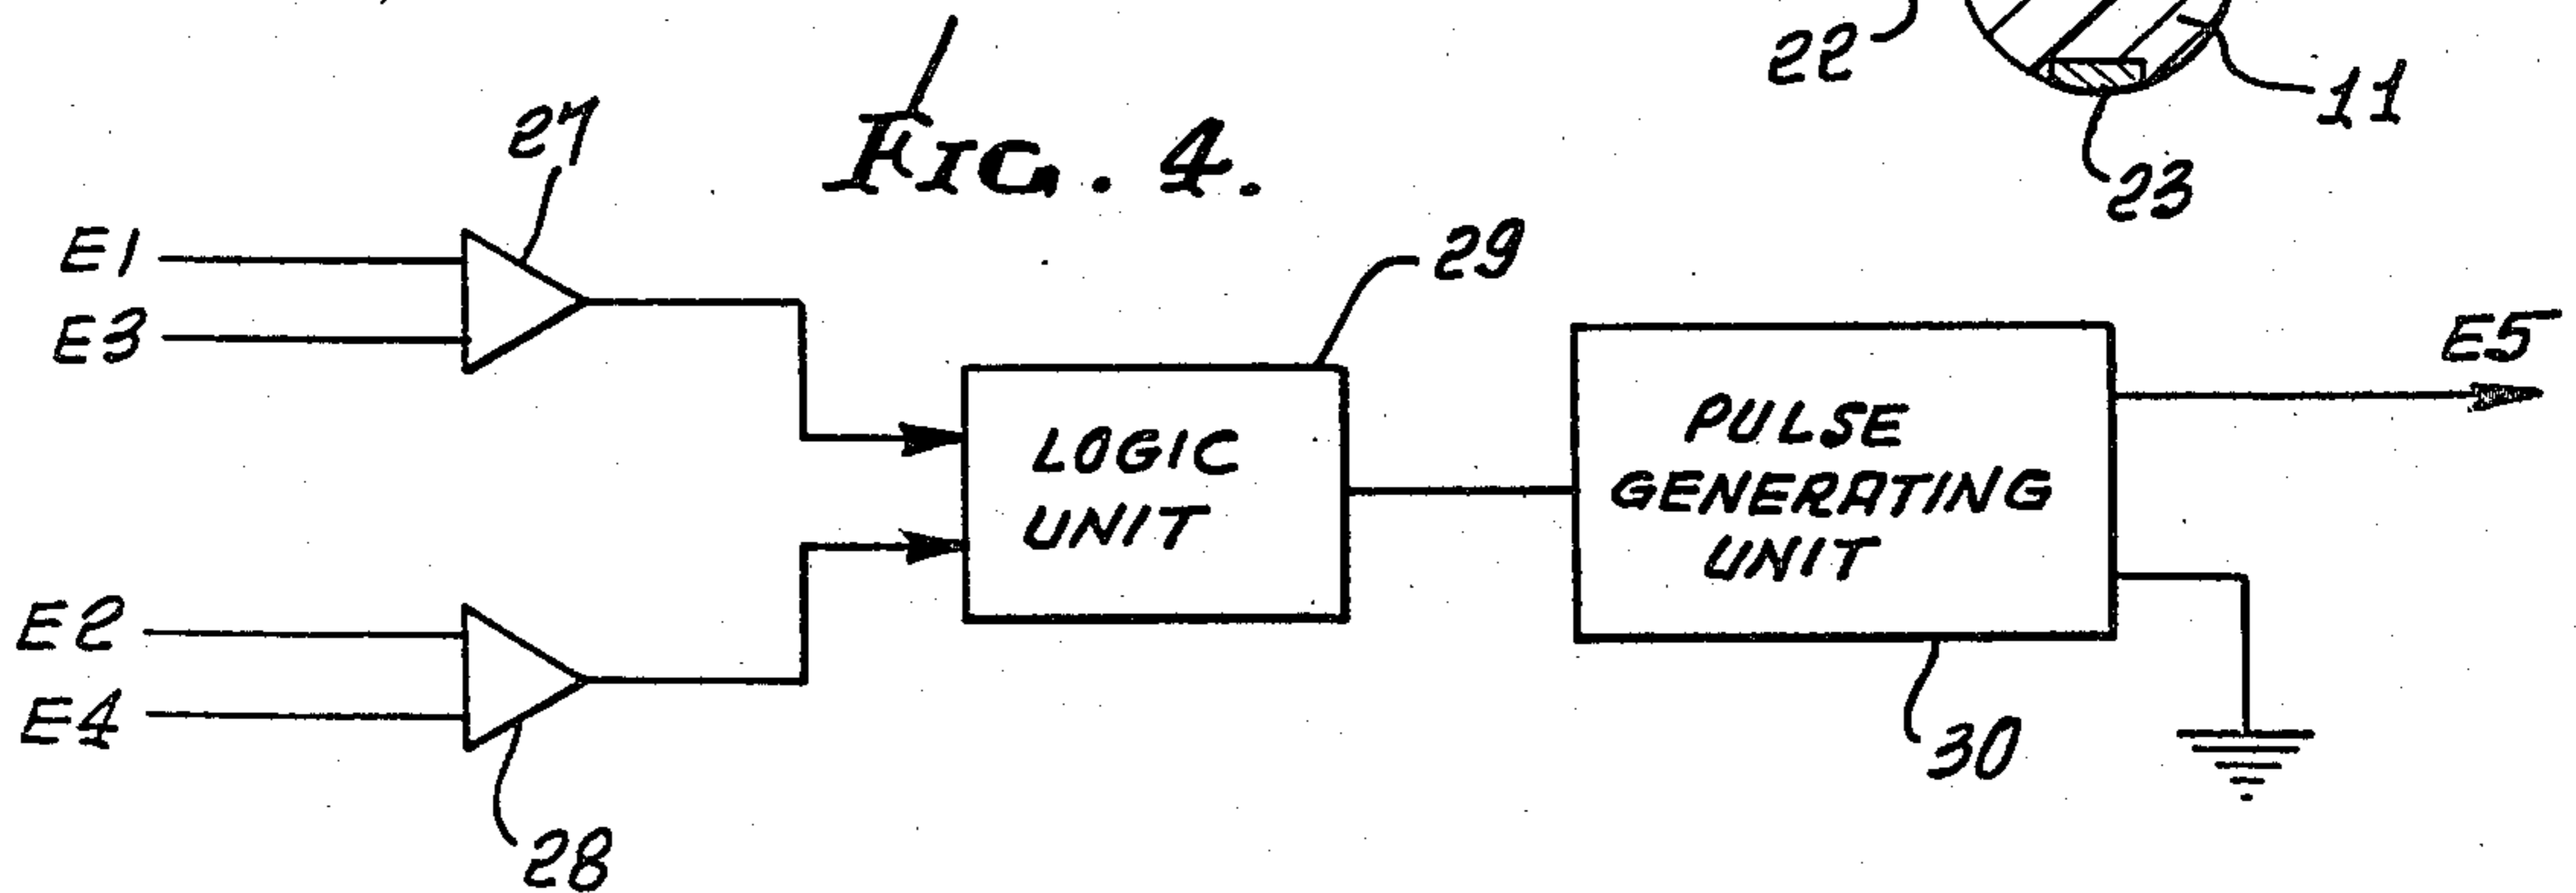 22
11
23
FIG. 4.
27
E1
E3
29
E5
LOGIC
UNIT
PULSE
GENERATING
UNIT
E2
E4
30
28